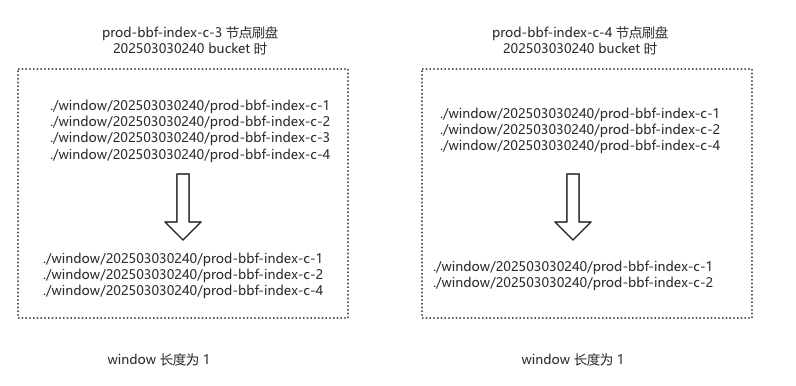 prod-bbf-index-c-3 节点刷盘
202503030240 bucket 时
./window/202503030240/prod-bbf-index-c-1
./window/202503030240/prod-bbf-index-c-2
./window/202503030240/prod-bbf-index-c-3
./window/202503030240/prod-bbf-index-c-4
./window/202503030240/prod-bbf-index-c-1
./window/202503030240/prod-bbf-index-c-2
./window/202503030240/prod-bbf-index-c-4
window 长度为 1
prod-bbf-index-c-4 节点刷盘
202503030240 bucket 时
./window/202503030240/prod-bbf-index-c-1
./window/202503030240/prod-bbf-index-c-2
./window/202503030240/prod-bbf-index-c-4
./window/202503030240/prod-bbf-index-c-1
./window/202503030240/prod-bbf-index-c-2
window 长度为 1